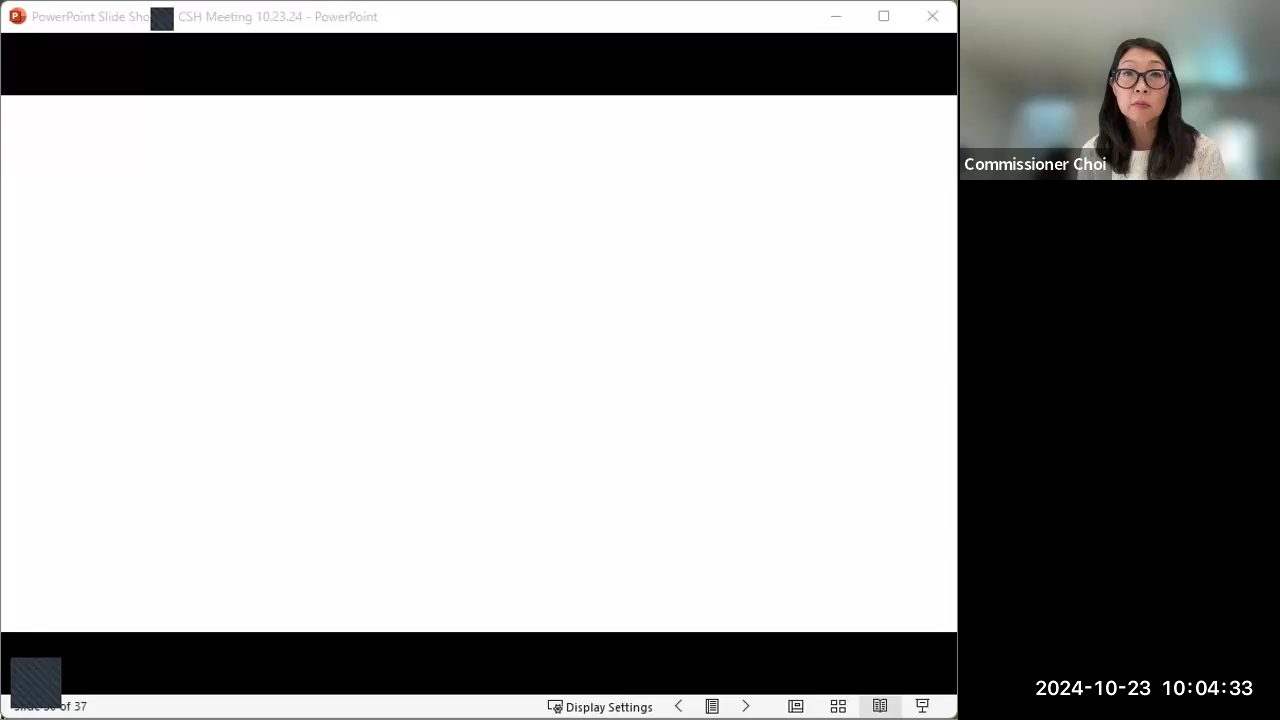 PowerPoint Slide Sho CSH Meeting 10.23.24 - PowerPoint
Commissioner Choi
2024-10-23 10:04:33
of 37
Display Settings